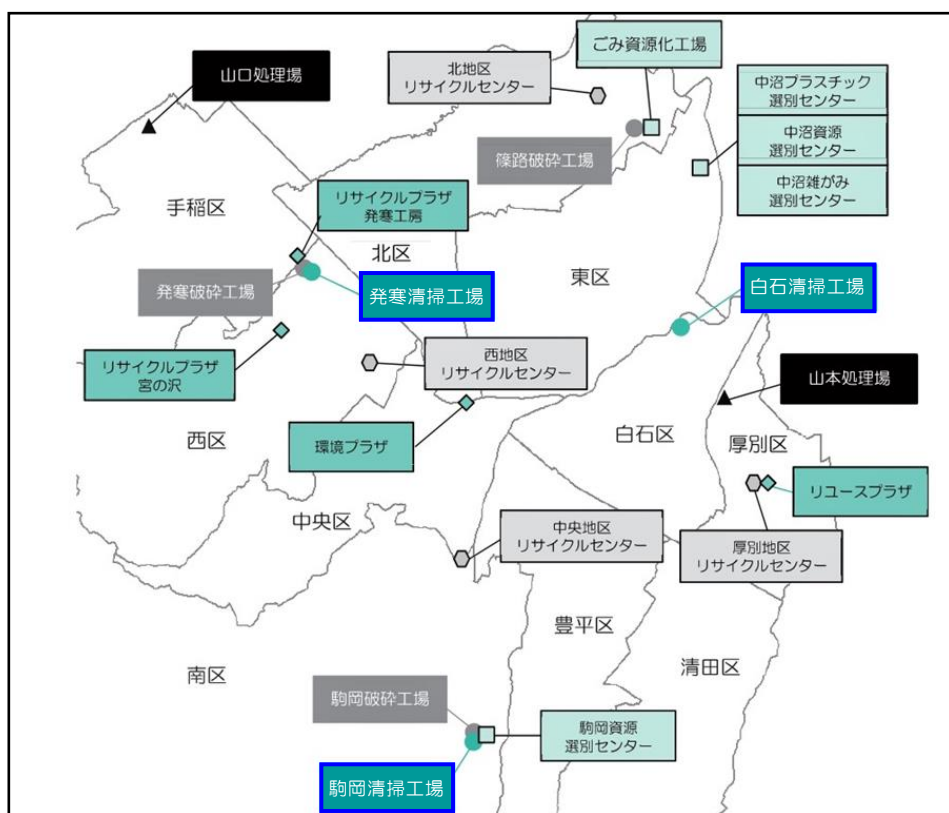 ごみ資源化工場
山口処理場
北地区
リサイクルセンター
中沼プラスチック
選別センター
中沼資源
選別センター
中沼雑がみ
選別センター
篠路破砕工場
手稲区
リサイクルプラザ
発寒工房
北区
東区
発寒破砕工場
発寒清掃工場
白石清掃工場
リサイクルプラザ
宮の沢
西地区
リサイクルセンター
山本処理場
西区
環境プラザ
白石区
厚別区
リユースプラザ
中央区
中央地区
リサイクルセンター
厚別地区
リサイクルセンター
豊平区
南区
清田区
駒岡破砕工場
駒岡資源
選別センター
駒岡清掃工場